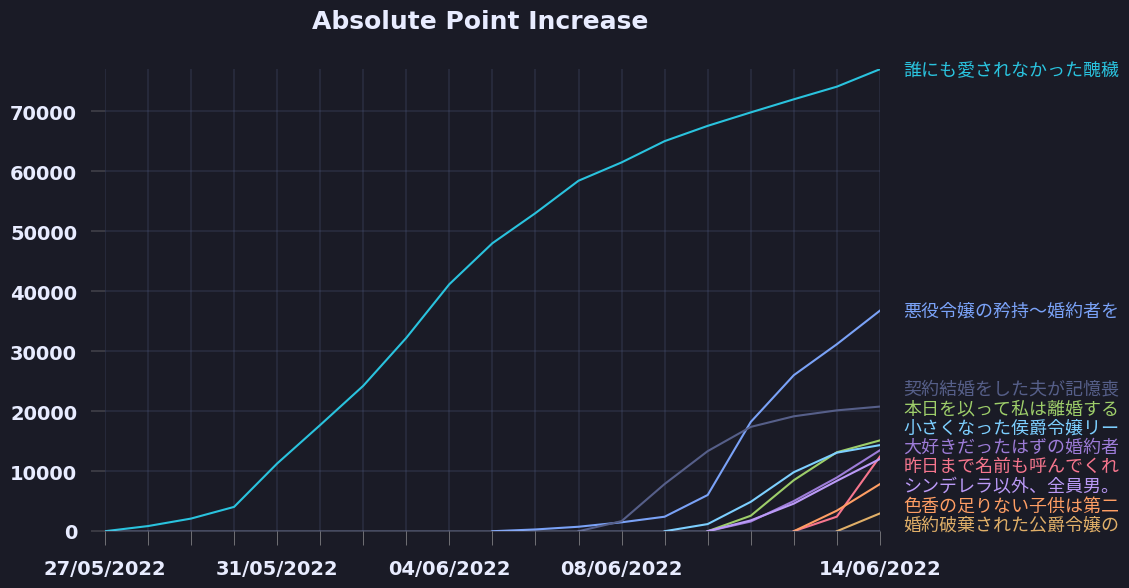 Absolute Point Increase
誰にも愛されなかった醜穢
70000
60000
50000
40000
悪役令嬢の矜持～婚約者を
30000
契約結婚をした夫が記憶喪
20000
本日を以って私は離婚する
小さくなった侯爵令嬢リー
大好きだったはずの婚約者
昨日まで名前も呼んでくれ
10000
シンデレラ以外、全員男。
色香の足りない子供は第二
婚約破棄された公爵令嬢の
0
27/05/2022 31/05/2022 04/06/2022 08/06/2022 14/06/2022